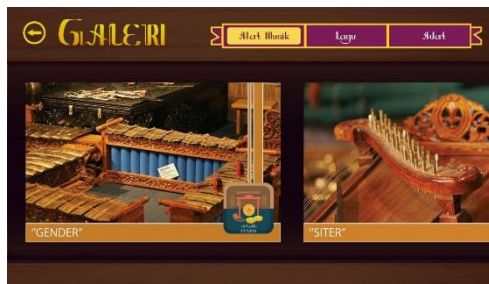 GALERI
Alat Musik
Lagu
Adat
"GENDER"
"SITER"